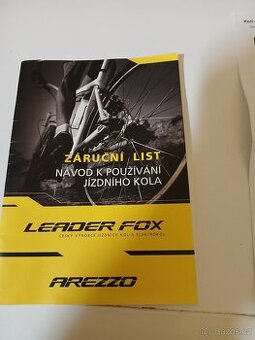 ZÁRUČNÍ LIST
NÁVOD K POUŽÍVÁNÍ
JÍZDNÍHO KOLA
LEADER FOX
ČESKÝ VÝROBCE JÍZDNÍCH KOL A ELEKTROKOL
AREZZO